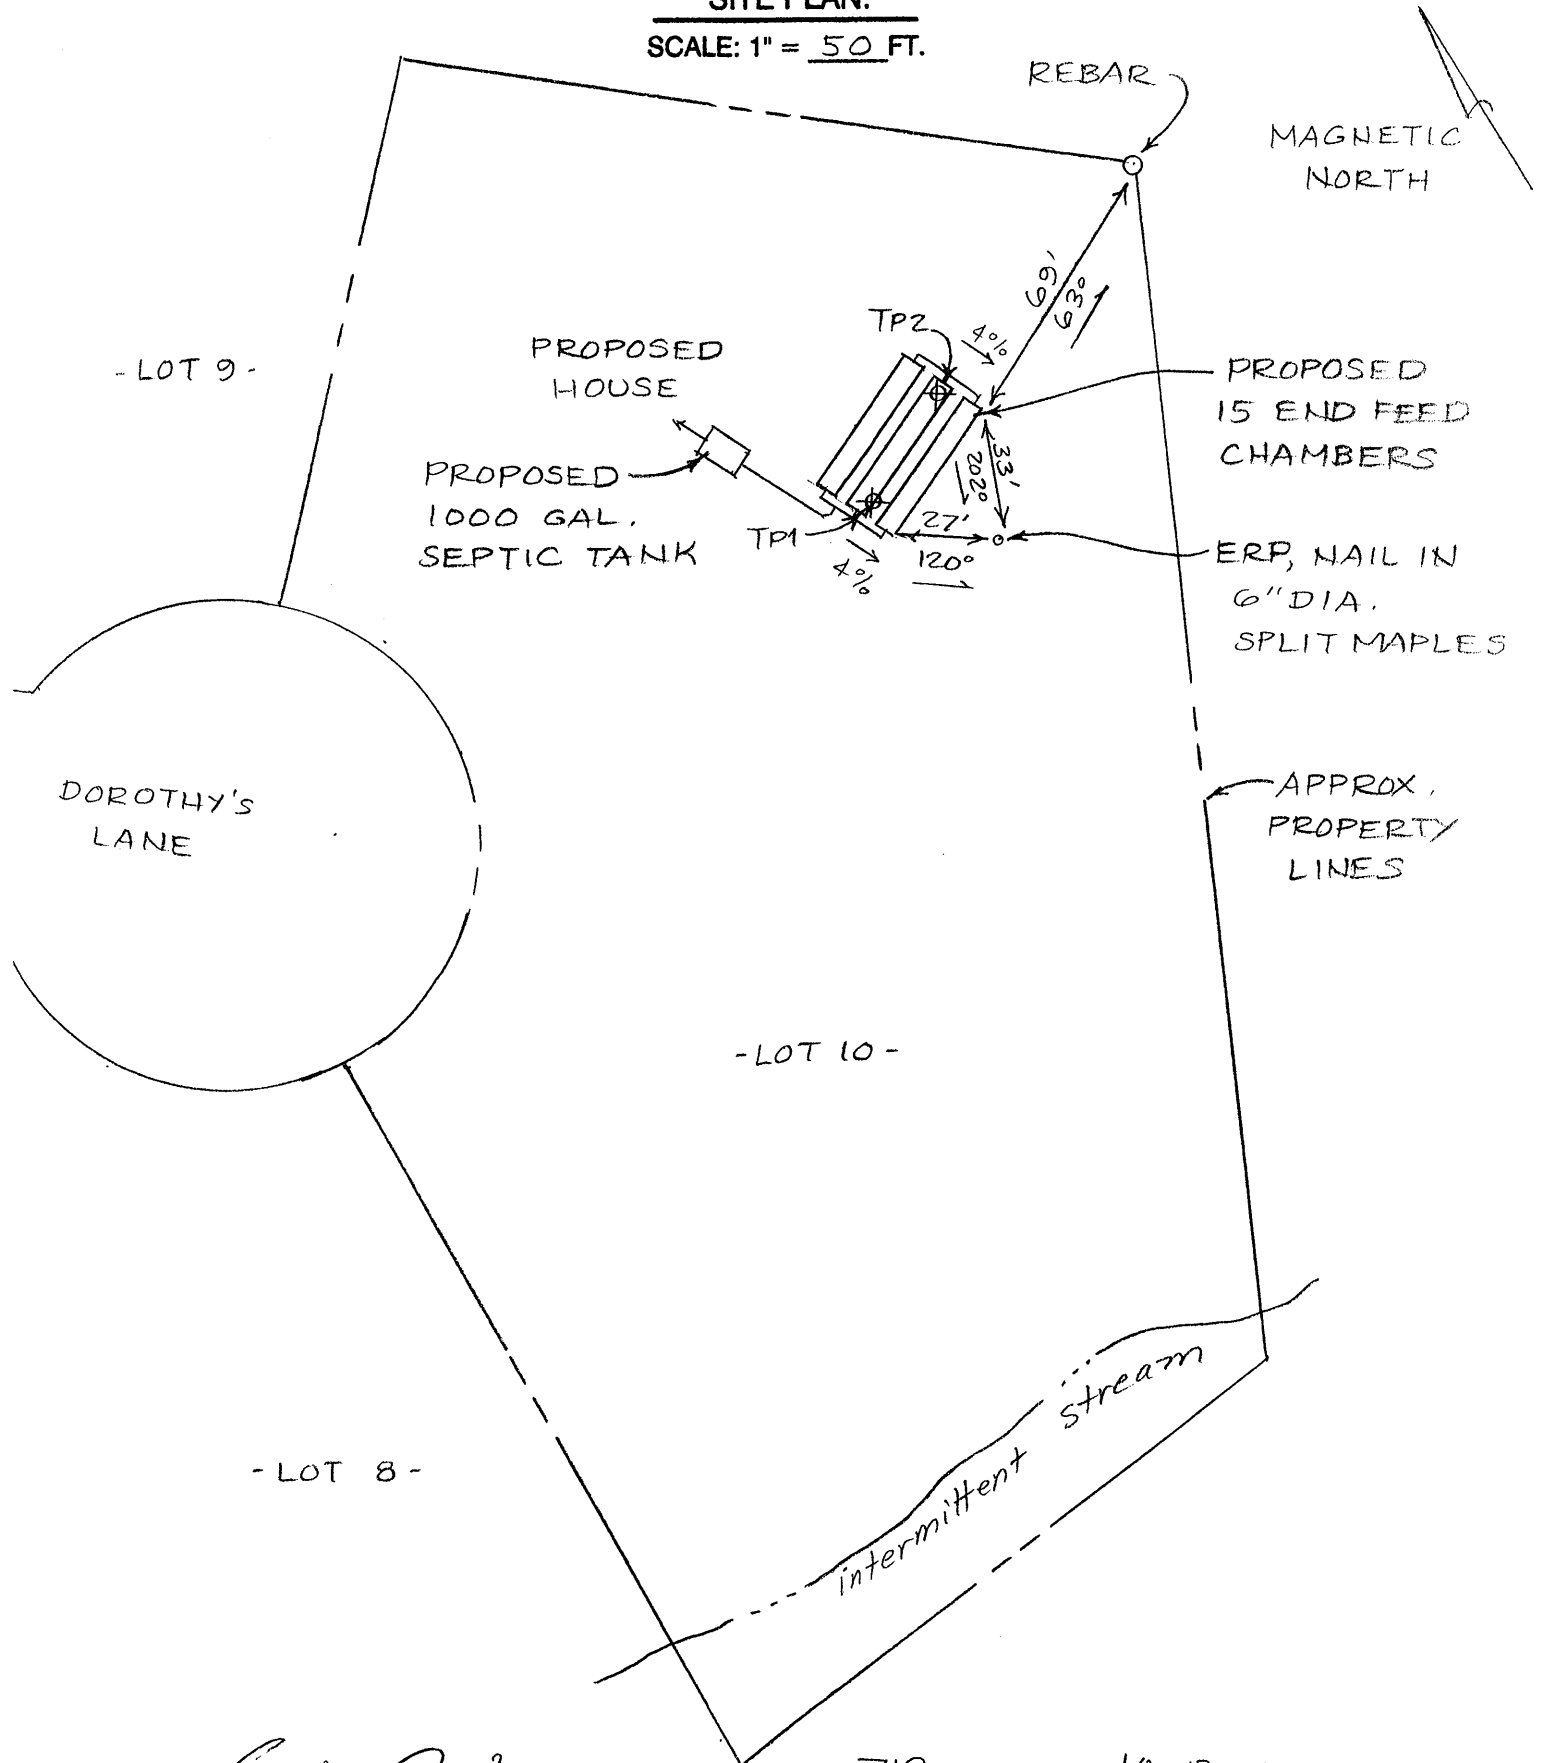 SITE PLAN:
SCALE: 1" = 50 FT.
REBAR
MAGNETIC
NORTH
69'
63°
TP2
4%
- LOT 9 -
PROPOSED
HOUSE
PROPOSED
15 END FEED
CHAMBERS
PROPOSED
1000 GAL.
SEPTIC TANK
33'
202°
27'
120°
TP1
4%
ERP, NAIL IN
6" DIA.
SPLIT MAPLES
DOROTHY'S
LANE
APPROX.
PROPERTY
LINES
- LOT 10 -
intermittent stream
- LOT 8 -